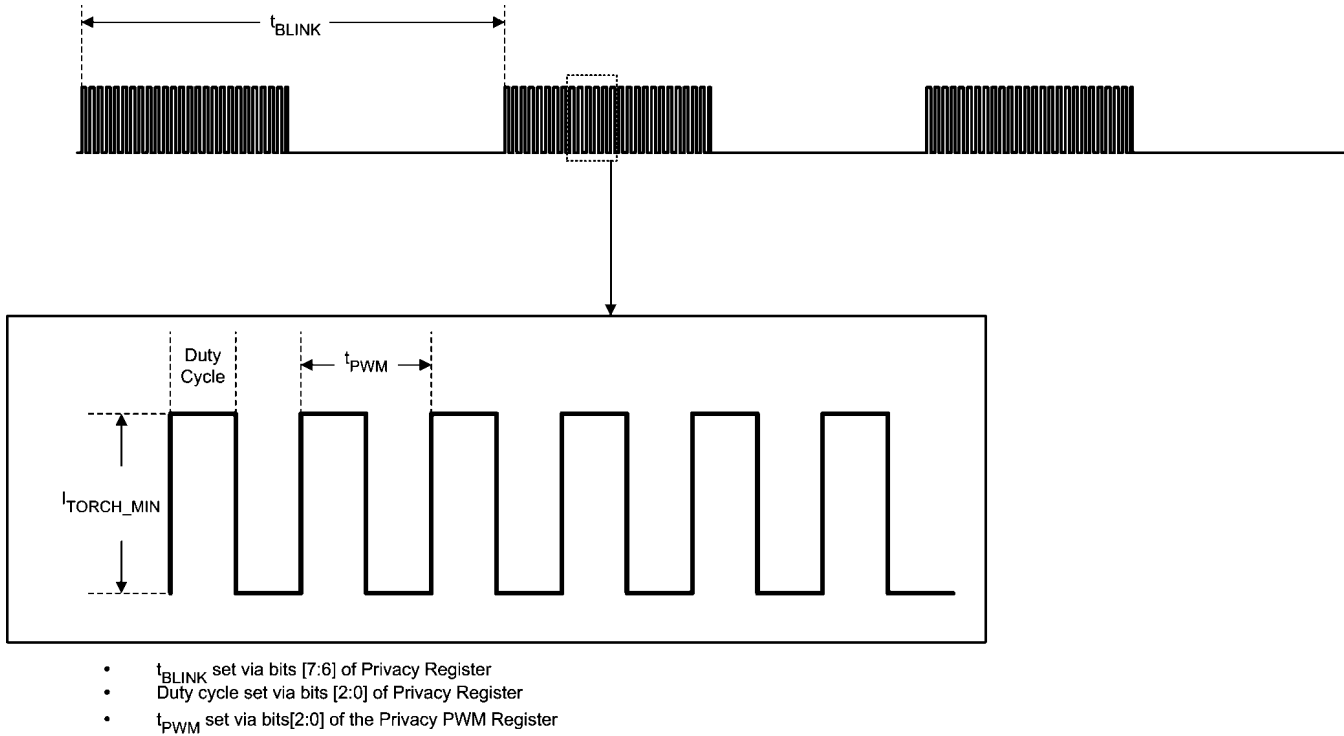 tBLINK
Duty
Cycle
tPWM
ITORCH_MIN
• tBLINK set via bits [7:6] of Privacy Register
• Duty cycle set via bits [2:0] of Privacy Register
• tPWM set via bits[2:0] of the Privacy PWM Register